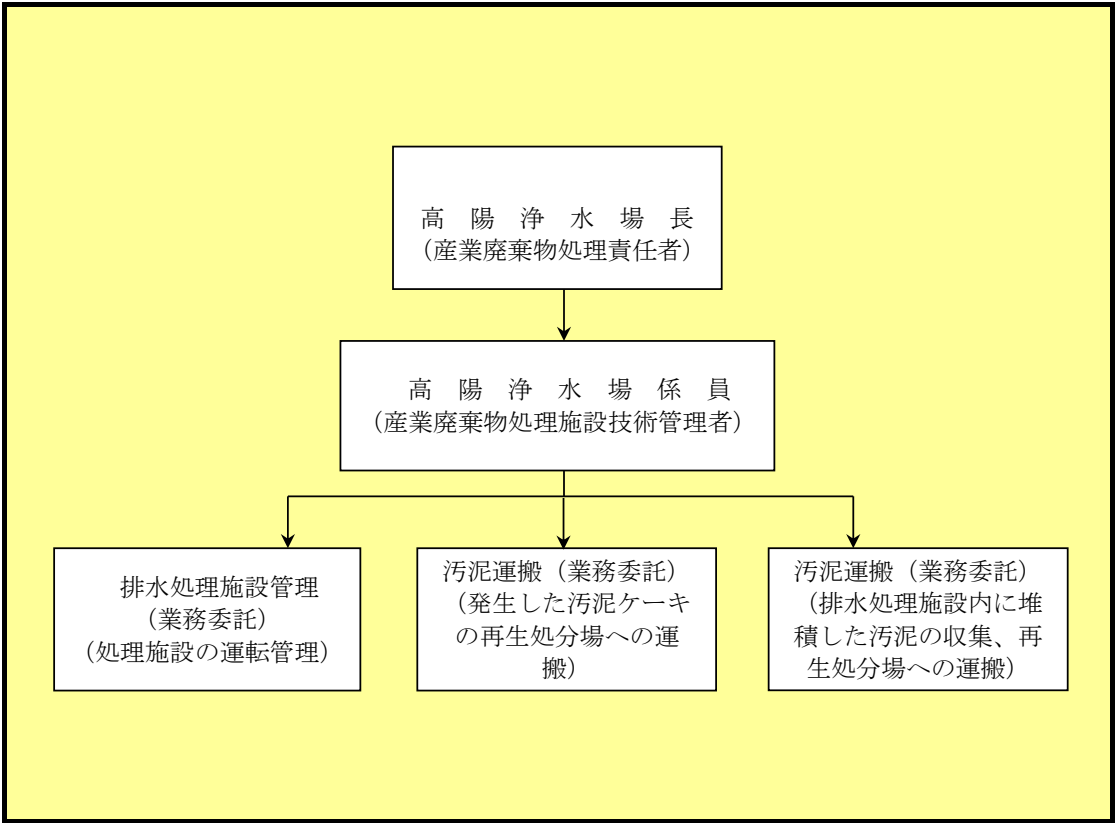 高　陽　浄　水　場　長
（産業廃棄物処理責任者）
高　陽　浄　水　場　係　員
（産業廃棄物処理施設技術管理者）
排水処理施設管理
（業務委託）
（処理施設の運転管理）
汚泥運搬（業務委託）
（発生した汚泥ケーキ
の再生処分場への運
搬）
汚泥運搬（業務委託）
（排水処理施設内に堆
積した汚泥の収集、再
生処分場への運搬）